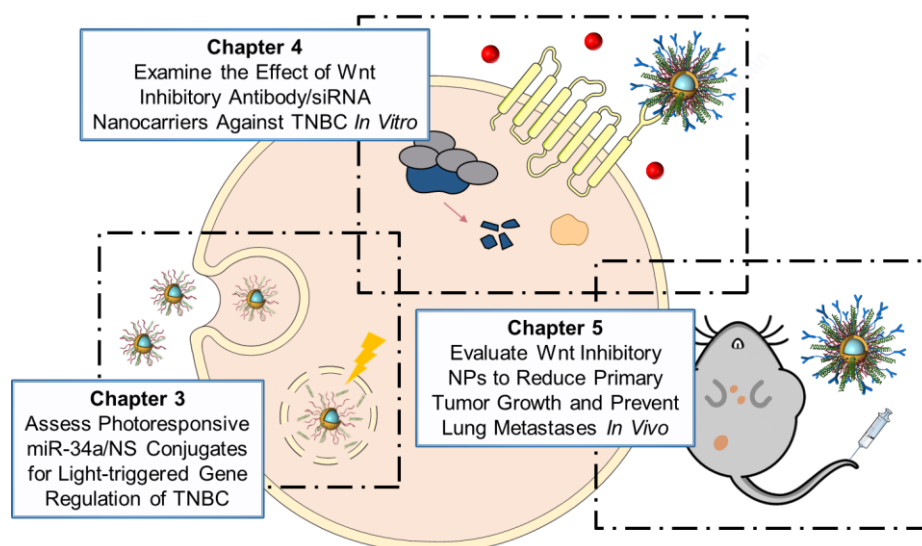 Chapter 4
Examine the Effect of Wnt
Inhibitory Antibody/siRNA
Nanocarriers Against TNBC In Vitro
Chapter 5
Evaluate Wnt Inhibitory
NPs to Reduce Primary
Tumor Growth and Prevent
Lung Metastases In Vivo
Chapter 3
Assess Photoresponsive
miR-34a/NS Conjugates
for Light-triggered Gene
Regulation of TNBC